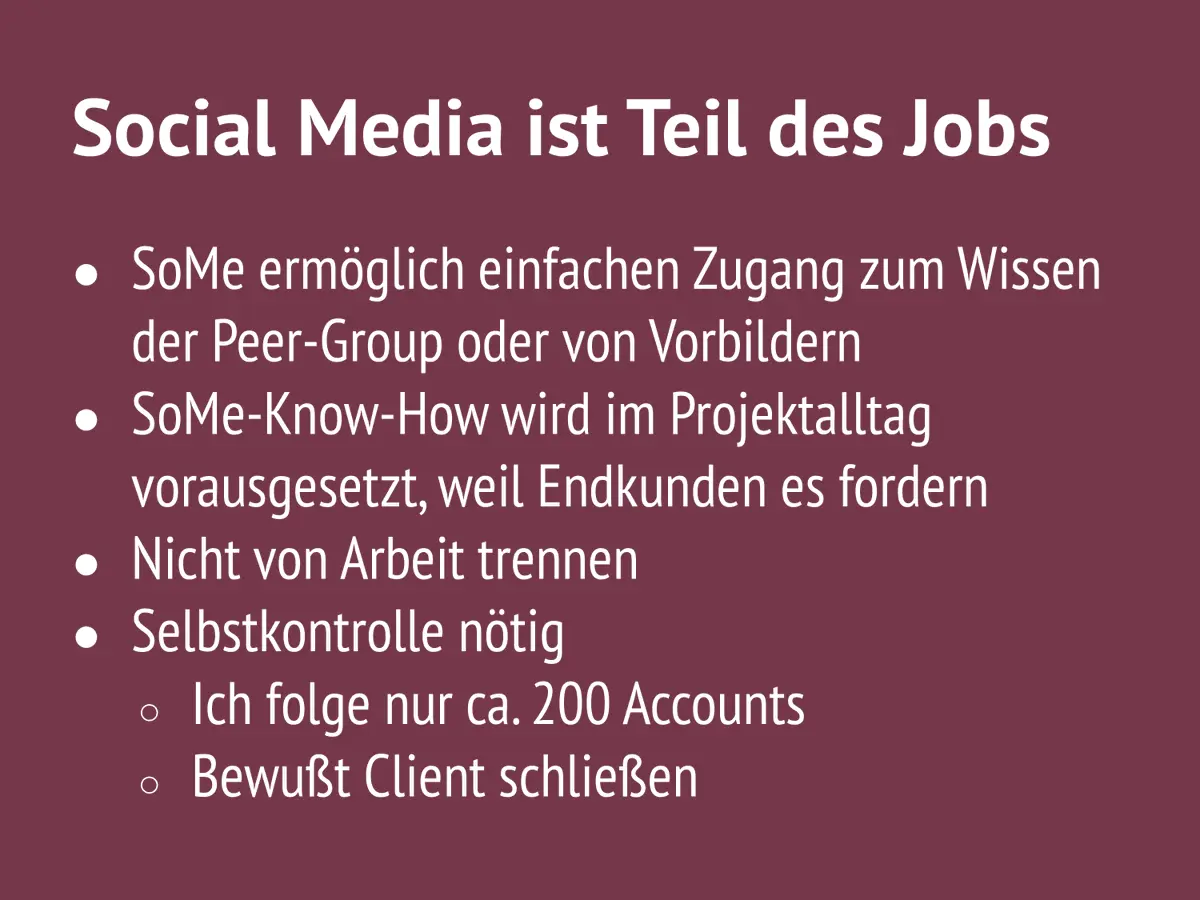 Social Media ist Teil des Jobs
● SoMe ermöglich einfachen Zugang zum Wissen
der Peer-Group oder von Vorbildern
● SoMe-Know-How wird im Projektalltag
vorausgesetzt, weil Endkunden es fordern
● Nicht von Arbeit trennen
● Selbstkontrolle nötig
○ Ich folge nur ca. 200 Accounts
○ Bewußt Client schließen